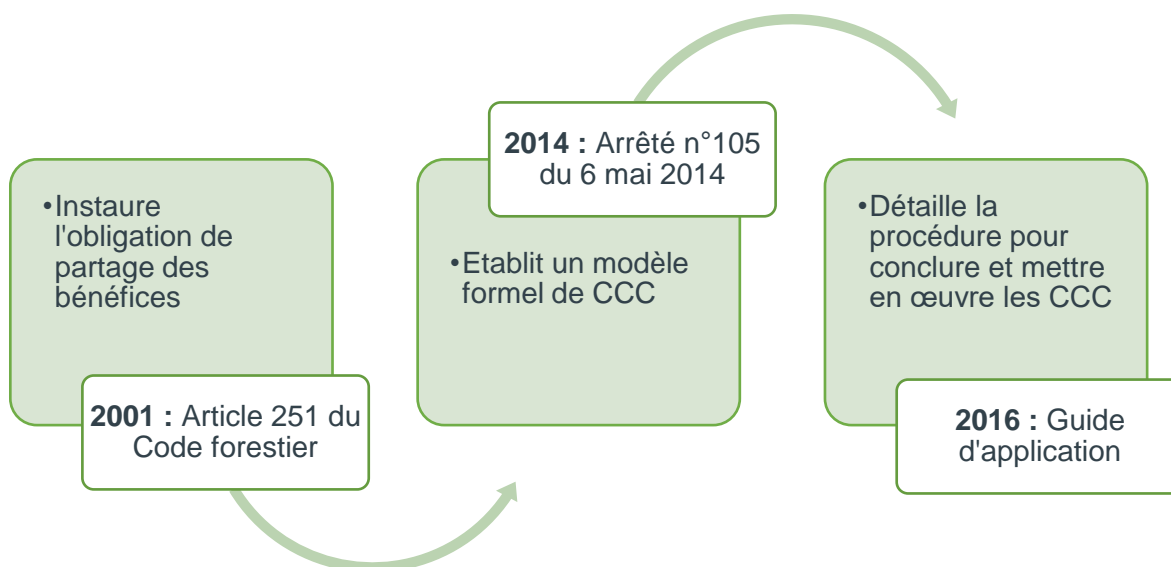 •Instaure
l'obligation de
partage des
bénéfices
2001 : Article 251 du
Code forestier
2014 : Arrêté n°105
du 6 mai 2014
•Etablit un modèle
formel de CCC
•Détaille la
procédure pour
conclure et mettre
en œuvre les CCC
2016 : Guide
d'application